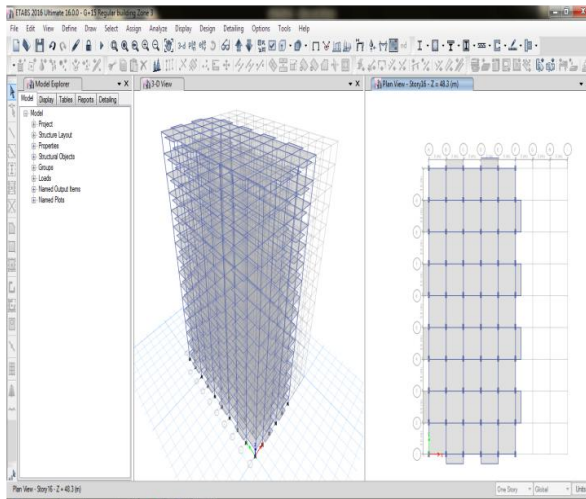 ETABS 2016 Ultimate 16.0.0 - G+15 Regular building Zone 3
File Edit View Define Draw Select Assign Analyze Display Design Detailing Options Tools Help
Model Explorer
Model Display Tables Reports Detailing
Model
Project
Structure Layout
Properties
Structural Objects
Groups
Loads
Named Output Items
Named Plots
3-D View
Plan View - Story16 - Z = 48.3 (m)
Plan View - Story16 - Z = 48.3 (m)
One Story
Global
Units